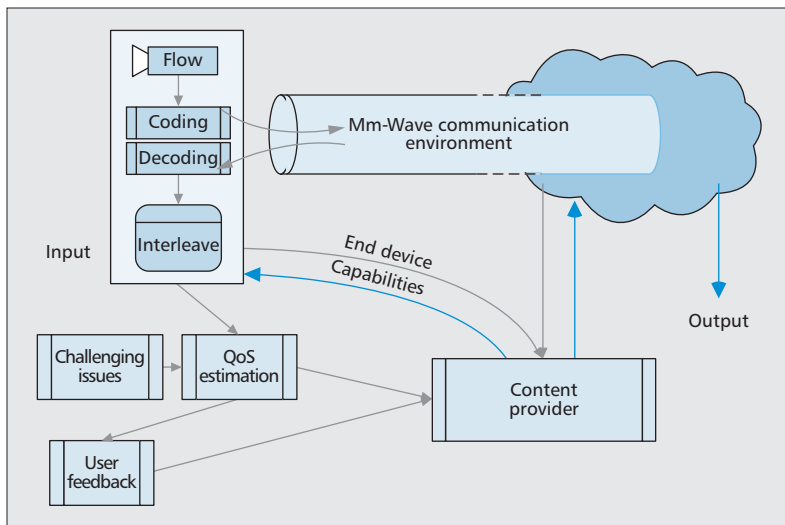 Flow
Coding
Decoding
Interleave
Input
Mm-Wave communication
environment
End device
Capabilities
Output
Challenging
issues
QoS
estimation
Content
provider
User
feedback